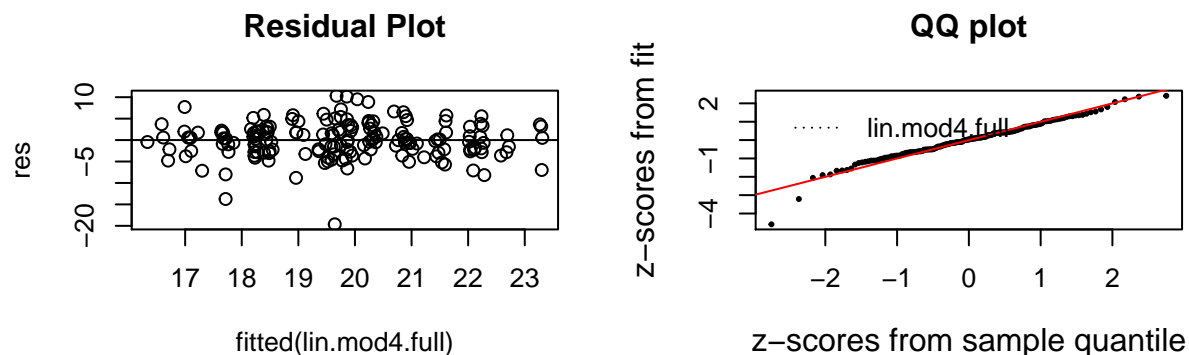 Residual Plot
res
10
−5
−20
17 18 19 20 21 22 23
fitted(lin.mod4.full)
QQ plot
z−scores from fit
2
−1
−4
lin.mod4.full
−2 −1 0 1 2
z−scores from sample quantile